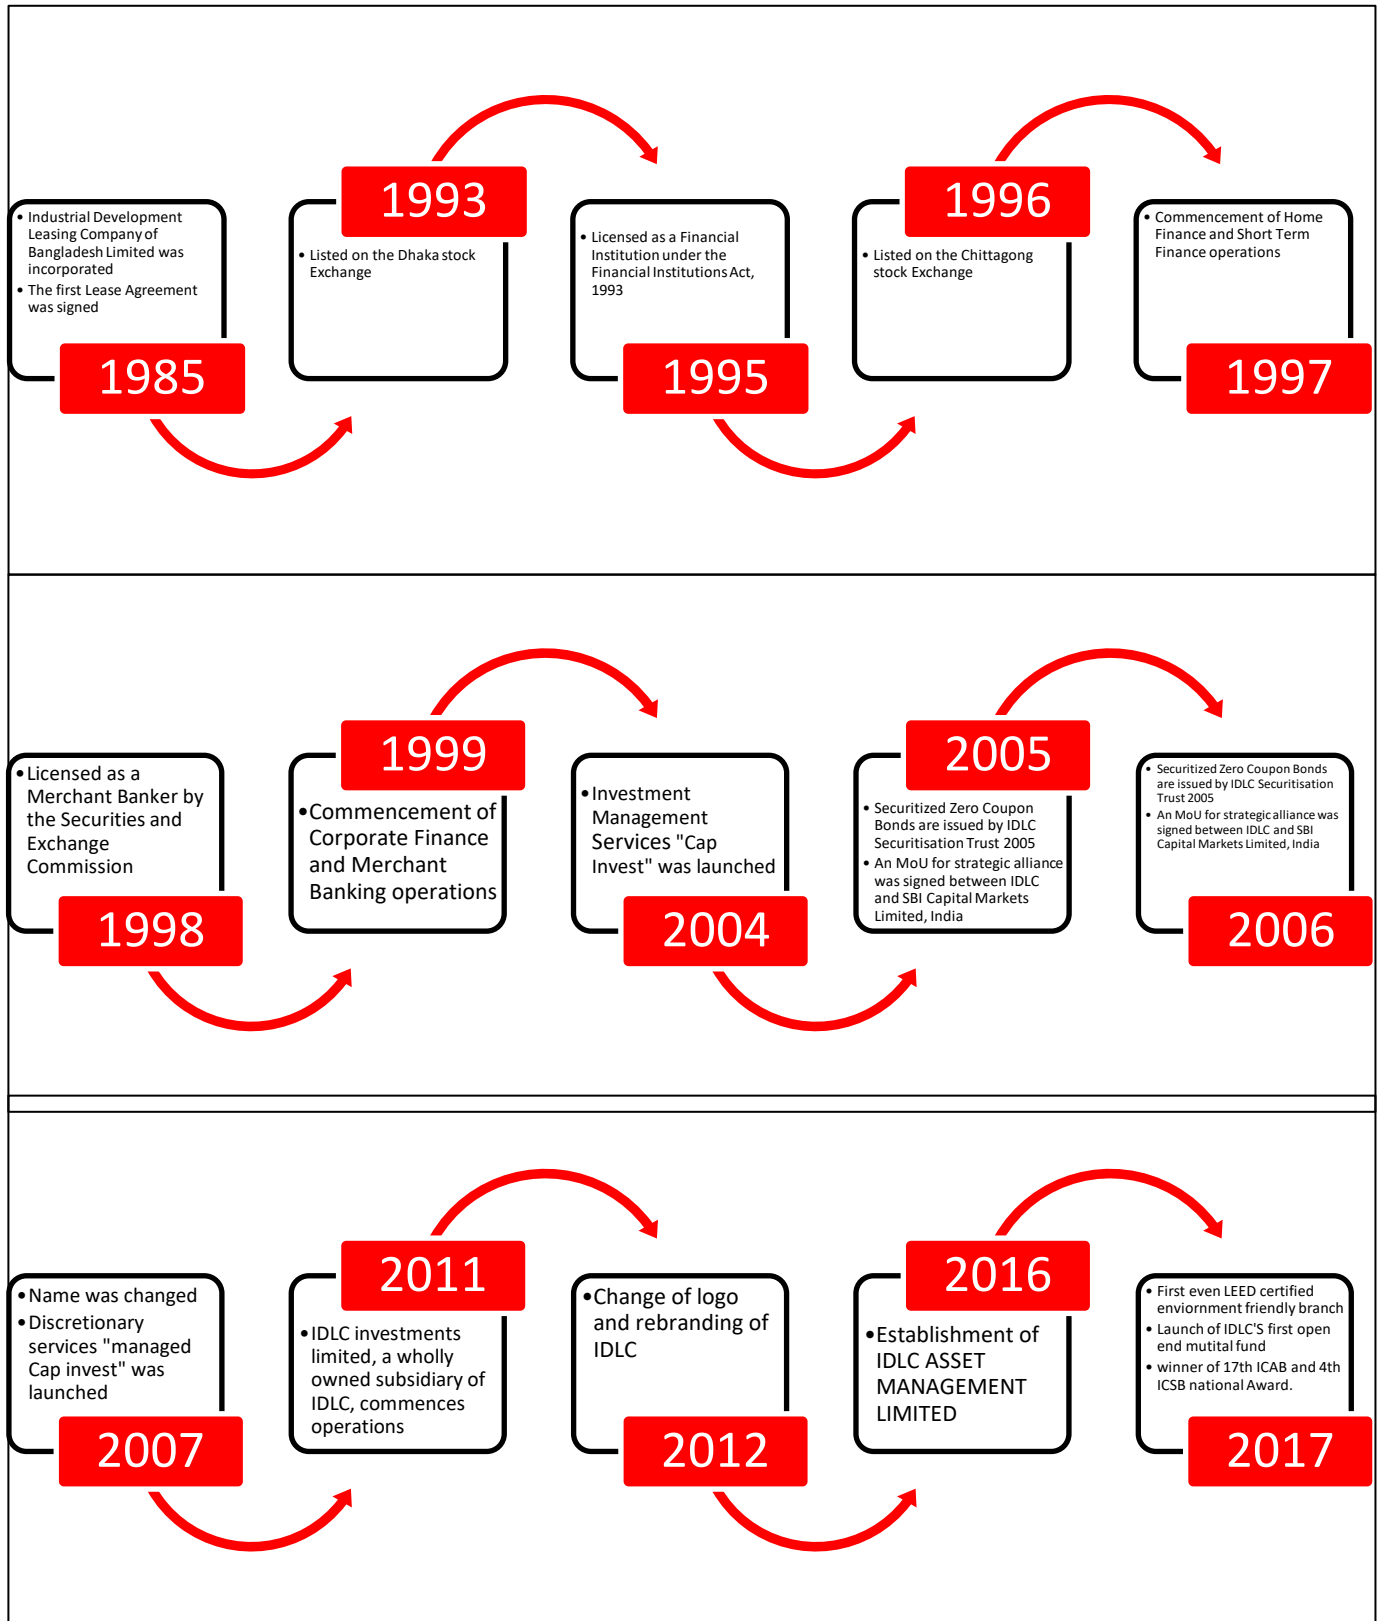 • Industrial Development
Leasing Company of
Bangladesh Limited was
incorporated
• The first Lease Agreement
was signed
1985
1993
• Listed on the Dhaka stock
Exchange
• Licensed as a Financial
Institution under the
Financial Institutions Act,
1993
1995
1996
• Listed on the Chittagong
stock Exchange
• Commencement of Home
Finance and Short Term
Finance operations
1997
• Licensed as a
Merchant Banker by
the Securities and
Exchange
Commission
1998
1999
• Commencement of
Corporate Finance
and Merchant
Banking operations
• Investment
Management
Services "Cap
Invest" was launched
2004
2005
• Securitized Zero Coupon
Bonds are issued by IDLC
Securitisation Trust 2005
• An MoU for strategic alliance
was signed between IDLC
and SBI Capital Markets
Limited, India
• Securitized Zero Coupon Bonds
are issued by IDLC Securitisation
Trust 2005
• An MoU for strategic alliance was
signed between IDLC and SBI
Capital Markets Limited, India
2006
• Name was changed
• Discretionary
services "managed
Cap invest" was
launched
2007
2011
• IDLC investments
limited, a wholly
owned subsidiary of
IDLC, commences
operations
• Change of logo
and rebranding of
IDLC
2012
2016
• Establishment of
IDLC ASSET
MANAGEMENT
LIMITED
• First even LEED certified
enviornment friendly branch
• Launch of IDLC'S first open
end mutital fund
• winner of 17th ICAB and 4th
ICSB national Award.
2017